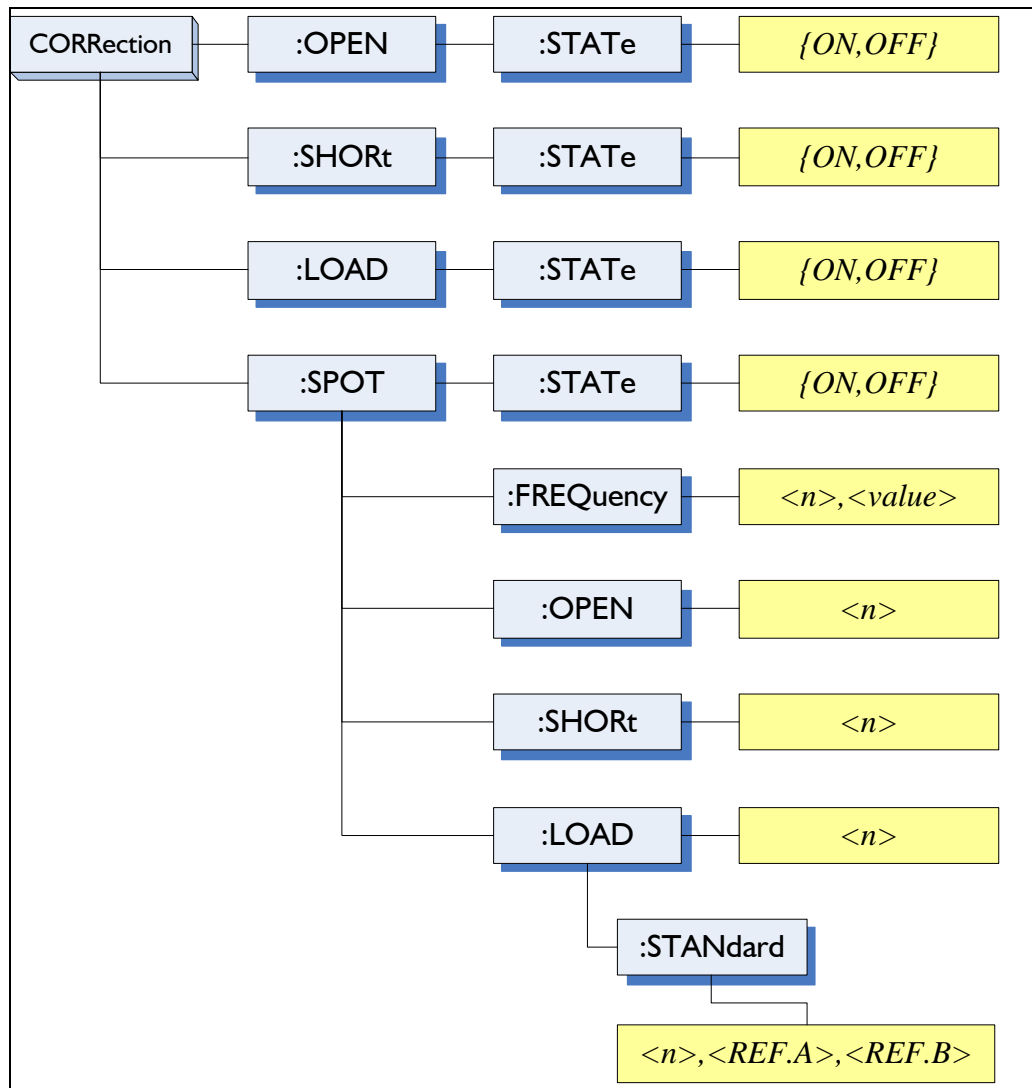 CORRection :OPEN :STATe {ON,OFF}
:SHORt :STATe {ON,OFF}
:LOAD :STATe {ON,OFF}
:SPOT :STATe {ON,OFF}
:FREQuency <n>,<value>
:OPEN <n>
:SHORt <n>
:LOAD <n>
:STANdard
<n>,<REF.A>,<REF.B>